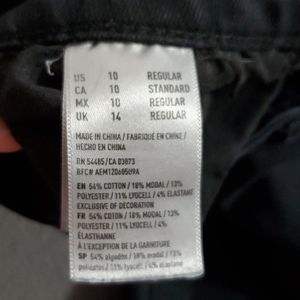 US 10 REGULAR
CA 10 STANDARD
MX 10 REGULAR
UK 14 REGULAR
MADE IN CHINA / FABRIQUÉ EN CHINE /
HECHO EN CHINA
RN 54485 / CA 03873
RFC# AEM120605U9A
EN 54% COTTON / 18% MODAL / 13%
POLYESTER / 11% LYOCELL / 4% ELASTANE
EXCLUSIVE OF DECORATION
FR 54% COTTON / 18% MODAL / 13%
POLYESTER / 11% LYOCELL / 4%
ÉLASTHANNE
À L'EXCEPTION DE LA GARNITURE
SP 54% algodón / 18% modal / 13%
poliéster / 11% lyocell / 4% elastano